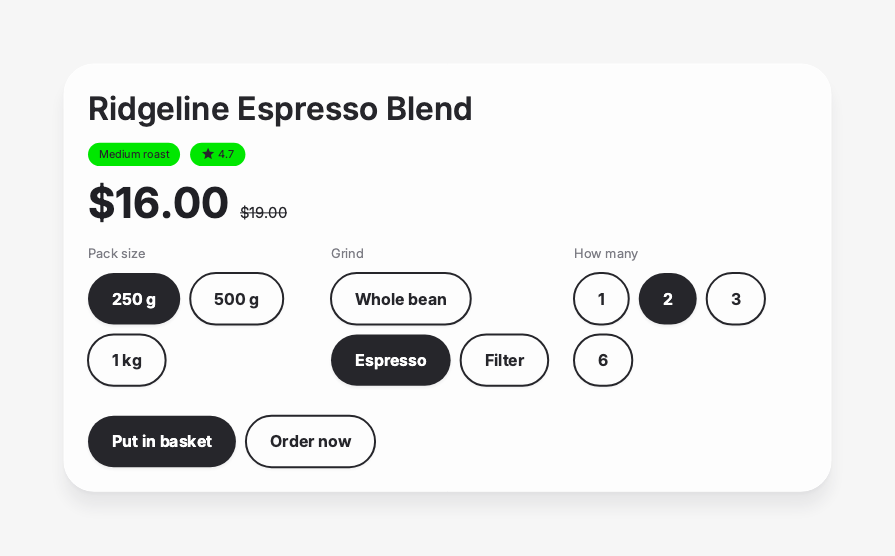 Ridgeline Espresso Blend
Medium roast ★ 4.7
$16.00 $19.00
Pack size
250 g 500 g
1 kg
Grind
Whole bean
Espresso Filter
How many
1 2 3
6
Put in basket Order now